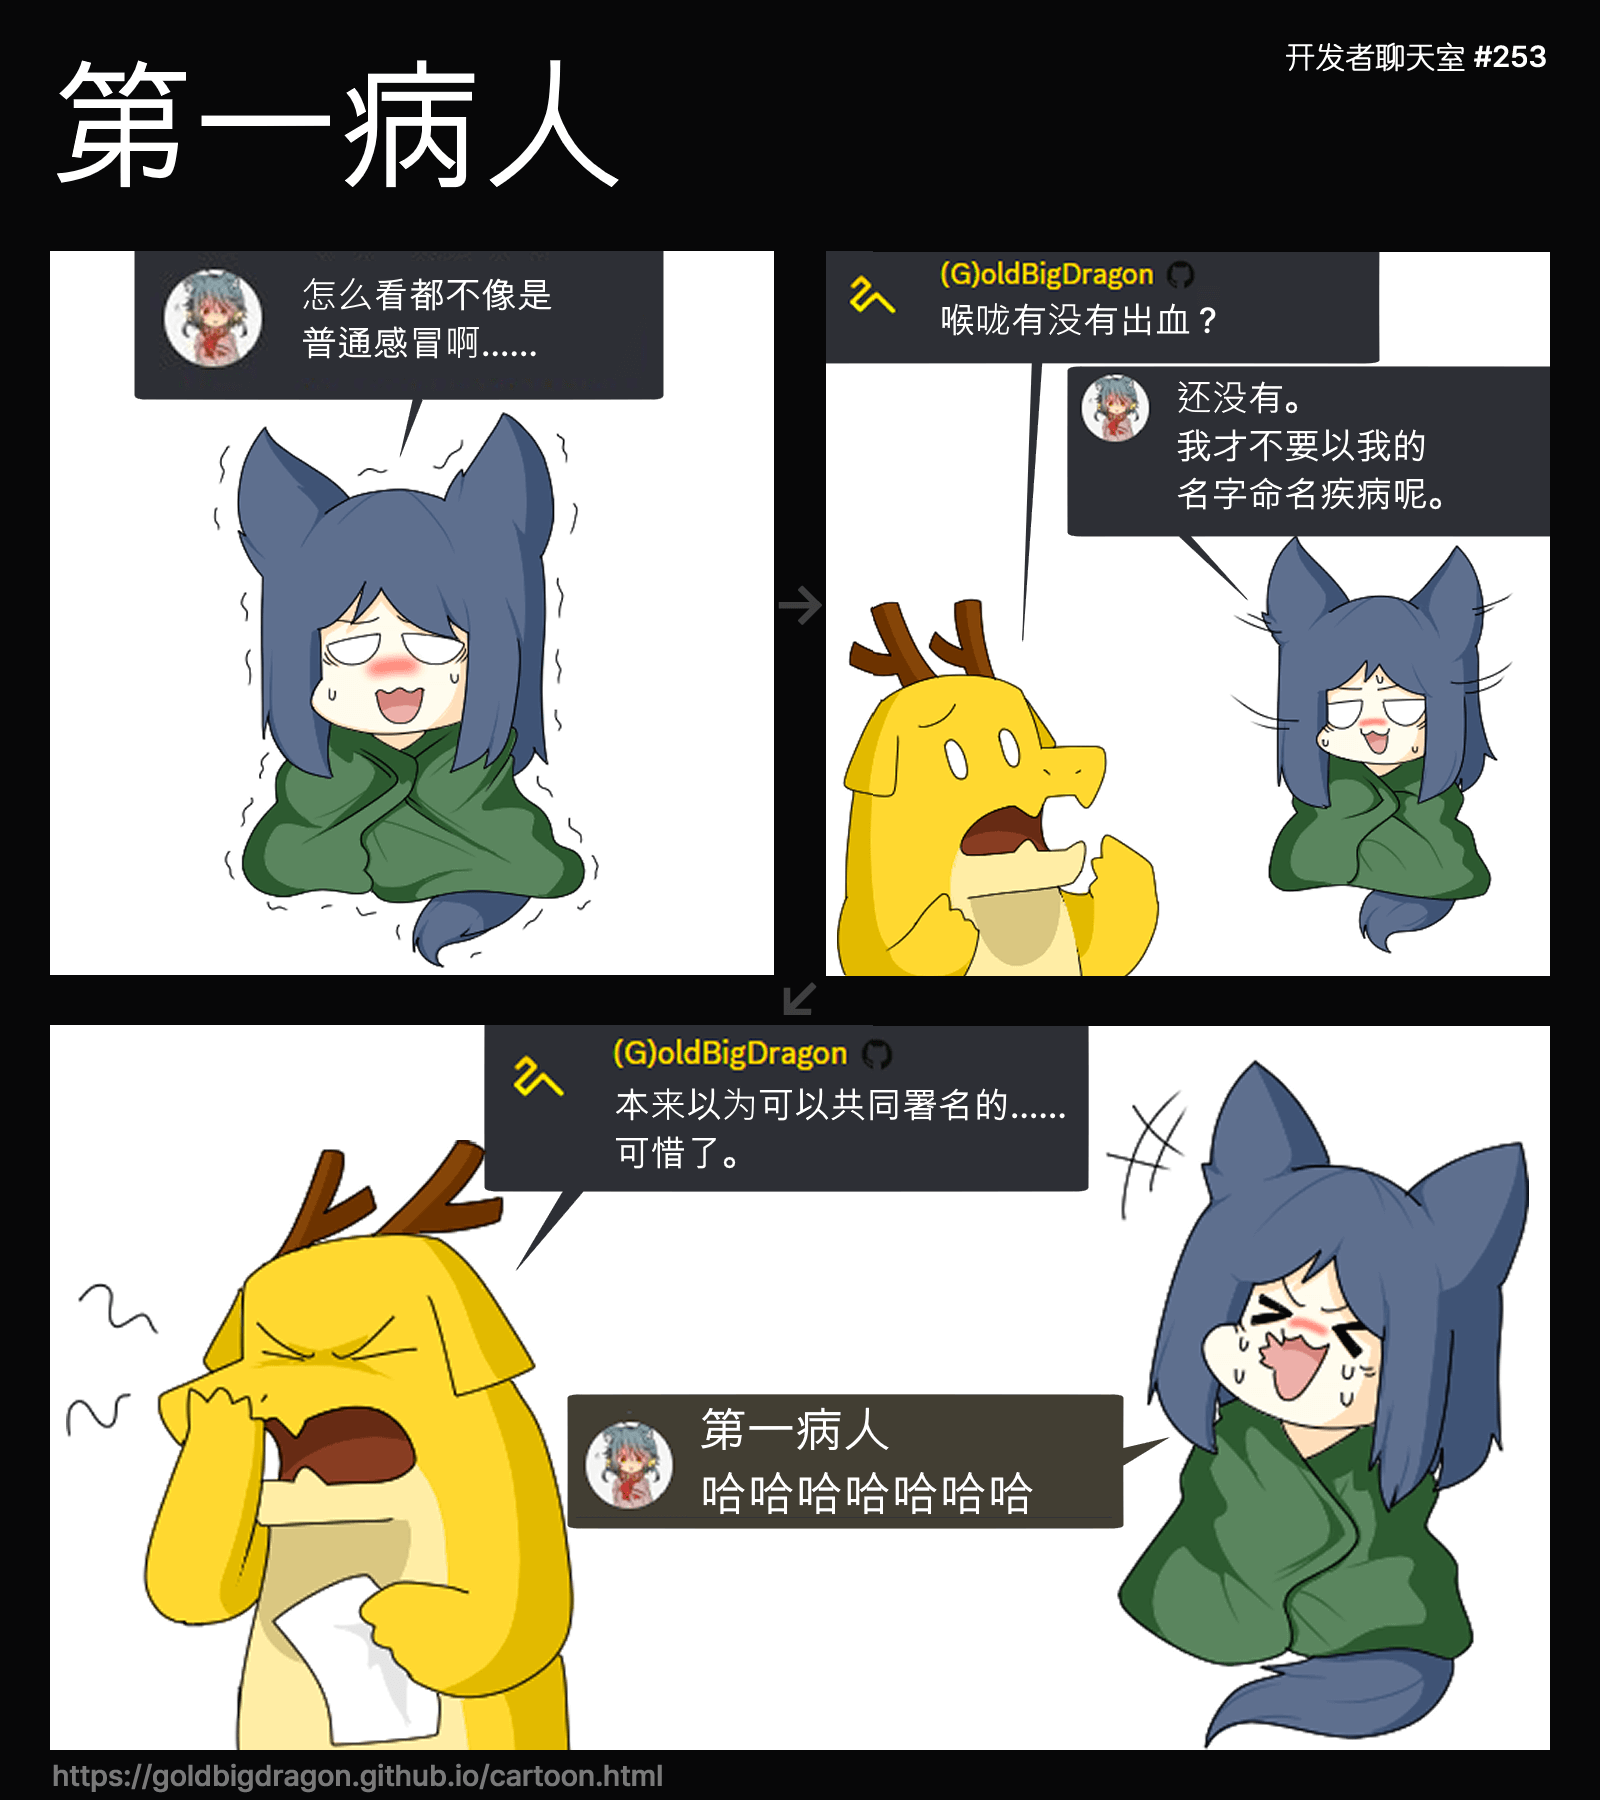 第一病人
开发者聊天室 #253
怎么看都不像是
普通感冒啊......
(G)oldBigDragon
喉咙有没有出血？
还没有。
我才不要以我的
名字命名疾病呢。
(G)oldBigDragon
本来以为可以共同署名的......
可惜了。
第一病人
哈哈哈哈哈哈哈
https://goldbigdragon.github.io/cartoon.html